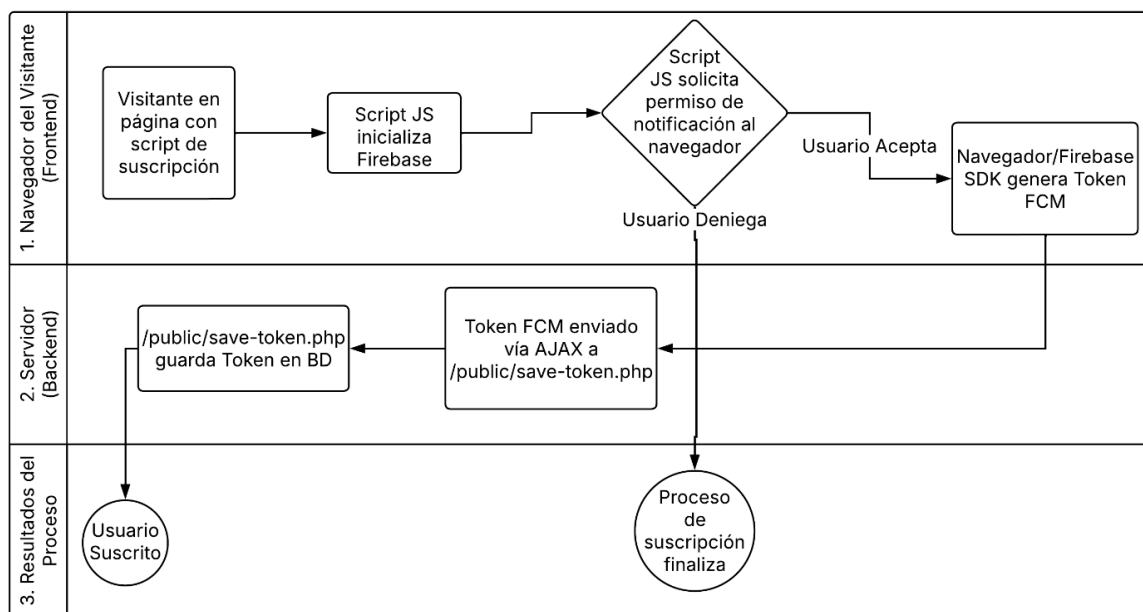 1. Navegador del Visitante
(Frontend)
Visitante en
página con
script de
suscripción
Script JS
inicializa
Firebase
Script
JS solicita
permiso de
notificación al
navegador
Usuario Acepta
Navegador/Firebase
SDK genera Token
FCM
Usuario Deniega
2. Servidor
(Backend)
/public/save-token.php
guarda Token en BD
Token FCM enviado
vía AJAX a
/public/save-token.php
3. Resultados del
Proceso
Usuario
Suscrito
Proceso
de
suscripción
finaliza